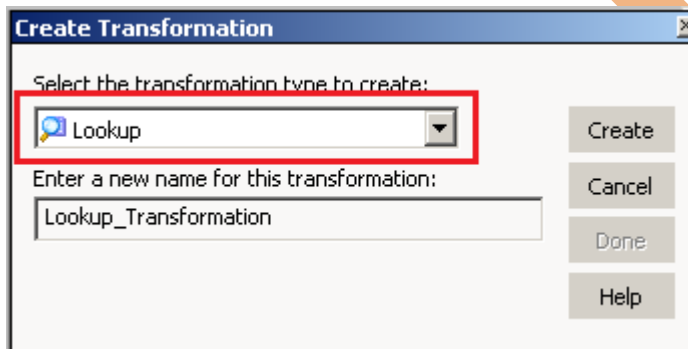 Create Transformation
Select the transformation type to create:
Lookup
Create
Enter a new name for this transformation:
Cancel
Lookup_Transformation
Done
Help